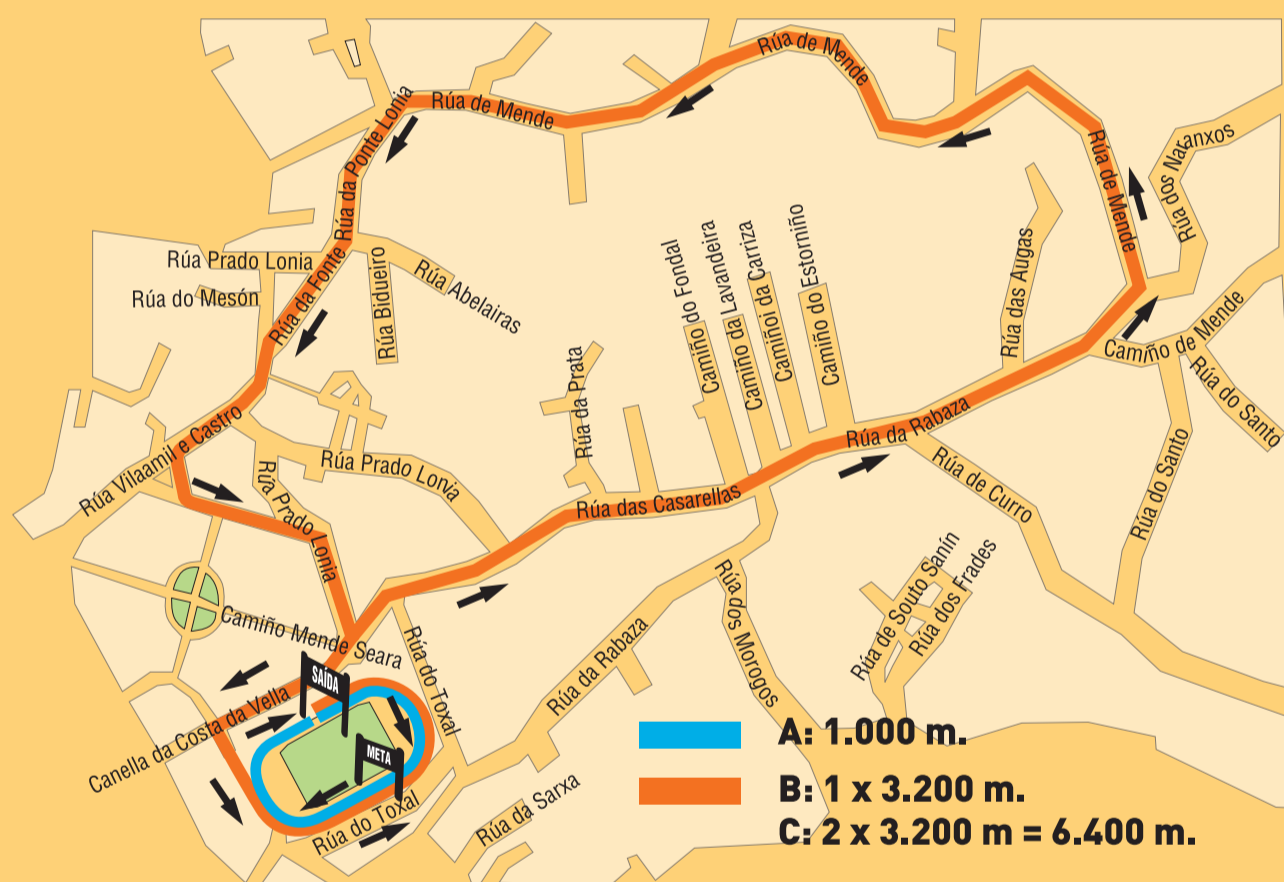 Rúa de Mende
Rúa de Mende
Rúa da Ponte Lonia
Rúa de Mende
Rúa dos Naranxos
Rúa Prado Lonia
Rúa do Mesón
Rúa da Fonte
Rúa Bidueiro
Rúa Abelairas
Camiño do Fondal
Camiño da Lavandeira
Camiñoi da Carriza
Camiño do Estorniño
Rúa das Augas
Camiño de Mende
Rúa do Santo
Rúa da Prata
Rúa da Rabaza
Rúa Vilaamil e Castro
Rúa Prado Lonia
Rúa Prado Lonia
Rúa das Casarellas
Rúa de Curro
Rúa do Santo
Camiño Mende Seara
Rúa do Toxal
Rúa dos Morogos
Rúa de Souto Sanín
Rúa dos Frades
Rúa da Rabaza
SAÍDA
Canella da Costa da Vella
META
Rúa do Toxal
Rúa da Sarxa
A: 1.000 m.
B: 1 x 3.200 m.
C: 2 x 3.200 m = 6.400 m.